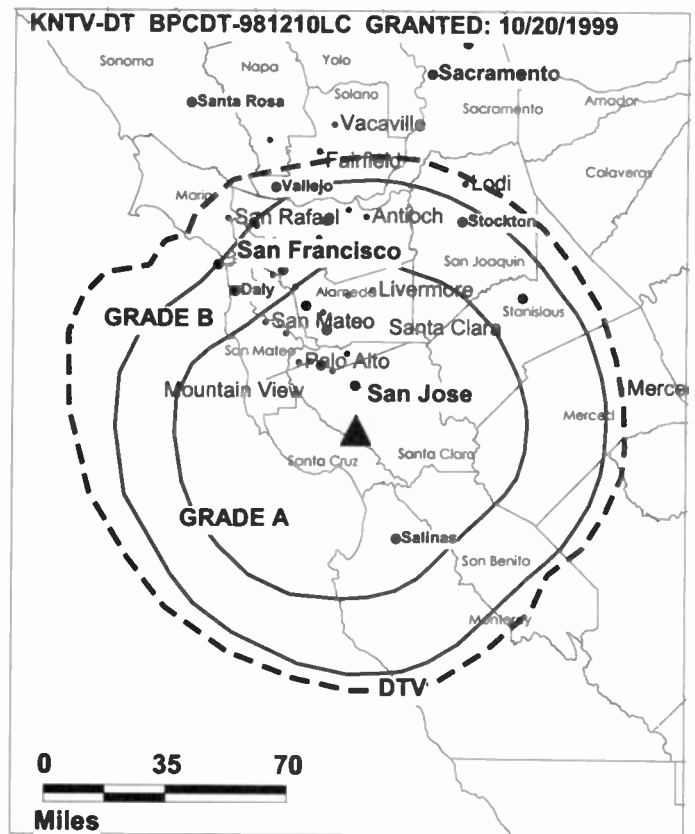 KNTV-DT BPCDT-981210LC GRANTED: 10/20/1999
Sonoma
Napa
Yolo
Sacramento
Santa Rosa
Solano
Sacramento
Amador
Vacaville
Fairfield
Calaveras
Marin
Vallejo
Lodi
San Rafael
Antioch
Stockton
San Francisco
San Joaquin
Daly
Alameda
Livermore
GRADE B
San Mateo
Santa Clara
Stanislaus
San Mateo
Palo Alto
Mountain View
San Jose
Merced
Merce
Santa Cruz
Santa Clara
GRADE A
Salinas
San Benito
Monterey
DTV
0 35 70
Miles